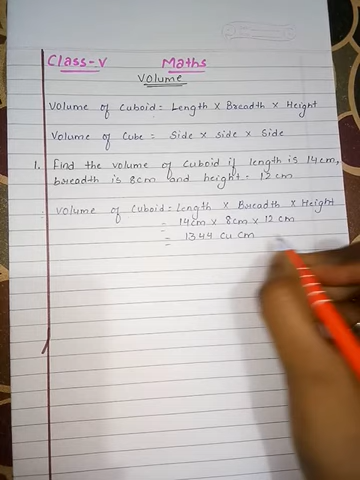 Class-V Maths
Volume
Volume of Cuboid = Length × Breadth × Height
Volume of Cube = Side × Side × Side
1. Find the volume of Cuboid if length is 14cm,
breadth is 8cm and height = 12 cm
Volume of Cuboid = Length × Breadth × Height
= 14cm × 8cm × 12 cm
= 1344 cu cm